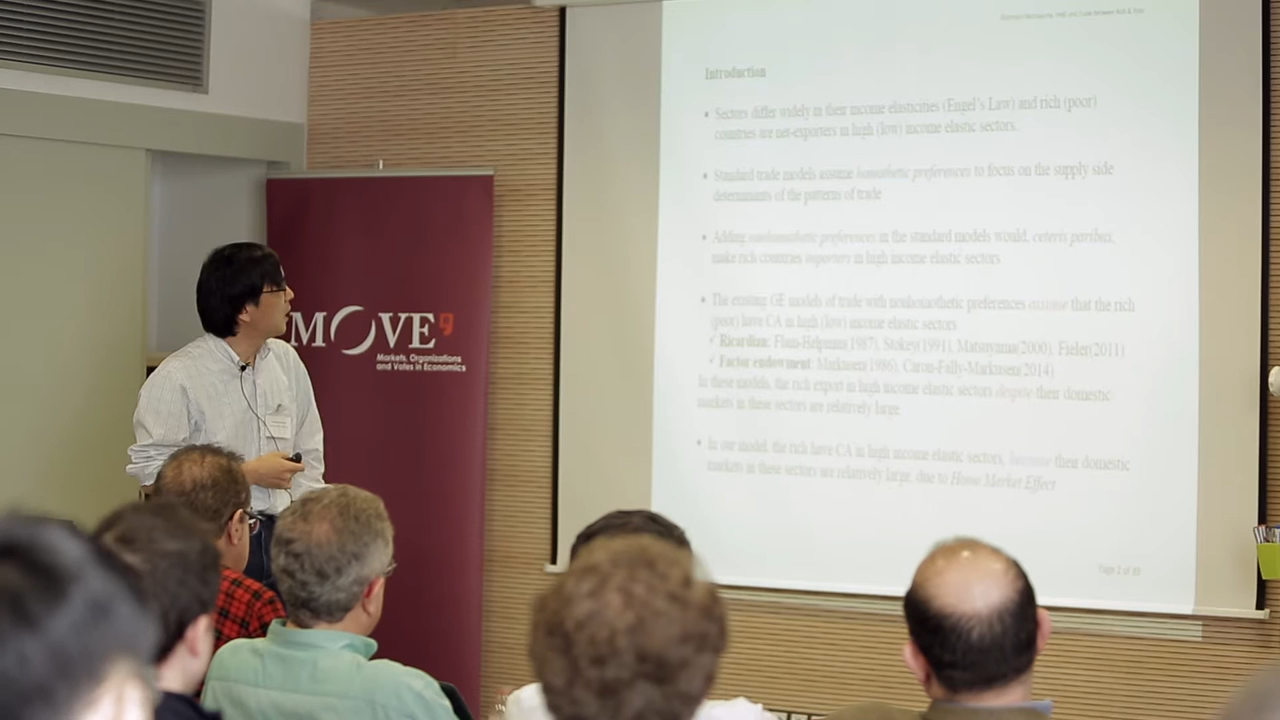 Introduction
• Sectors differ widely in their income elasticities (Engel's Law) and rich (poor)
countries are net-exporters in high (low) income elastic sectors.
• Standard trade models assume homothetic preferences to focus on the supply side
determinants of the patterns of trade
• Adding nonhomothetic preferences in the standard models would, ceteris paribus,
make rich countries importers in high income elastic sectors
• The existing GE models of trade with nonhomothetic preferences assume that the rich
(poor) have CA in high (low) income elastic sectors
✓ Ricardian: Flam-Helpman(1987), Stokey(1991), Matsuyama(2000), Fieler(2011)
✓ Factor endowment: Markusen(1986), Caron-Fally-Markusen(2014)
In these models, the rich export in high income elastic sectors despite their domestic
markets in these sectors are relatively large.
• In our model, the rich have CA in high income elastic sectors, because their domestic
markets in these sectors are relatively large, due to Home Market Effect
MOVE
Markets, Organizations
and Votes in Economics